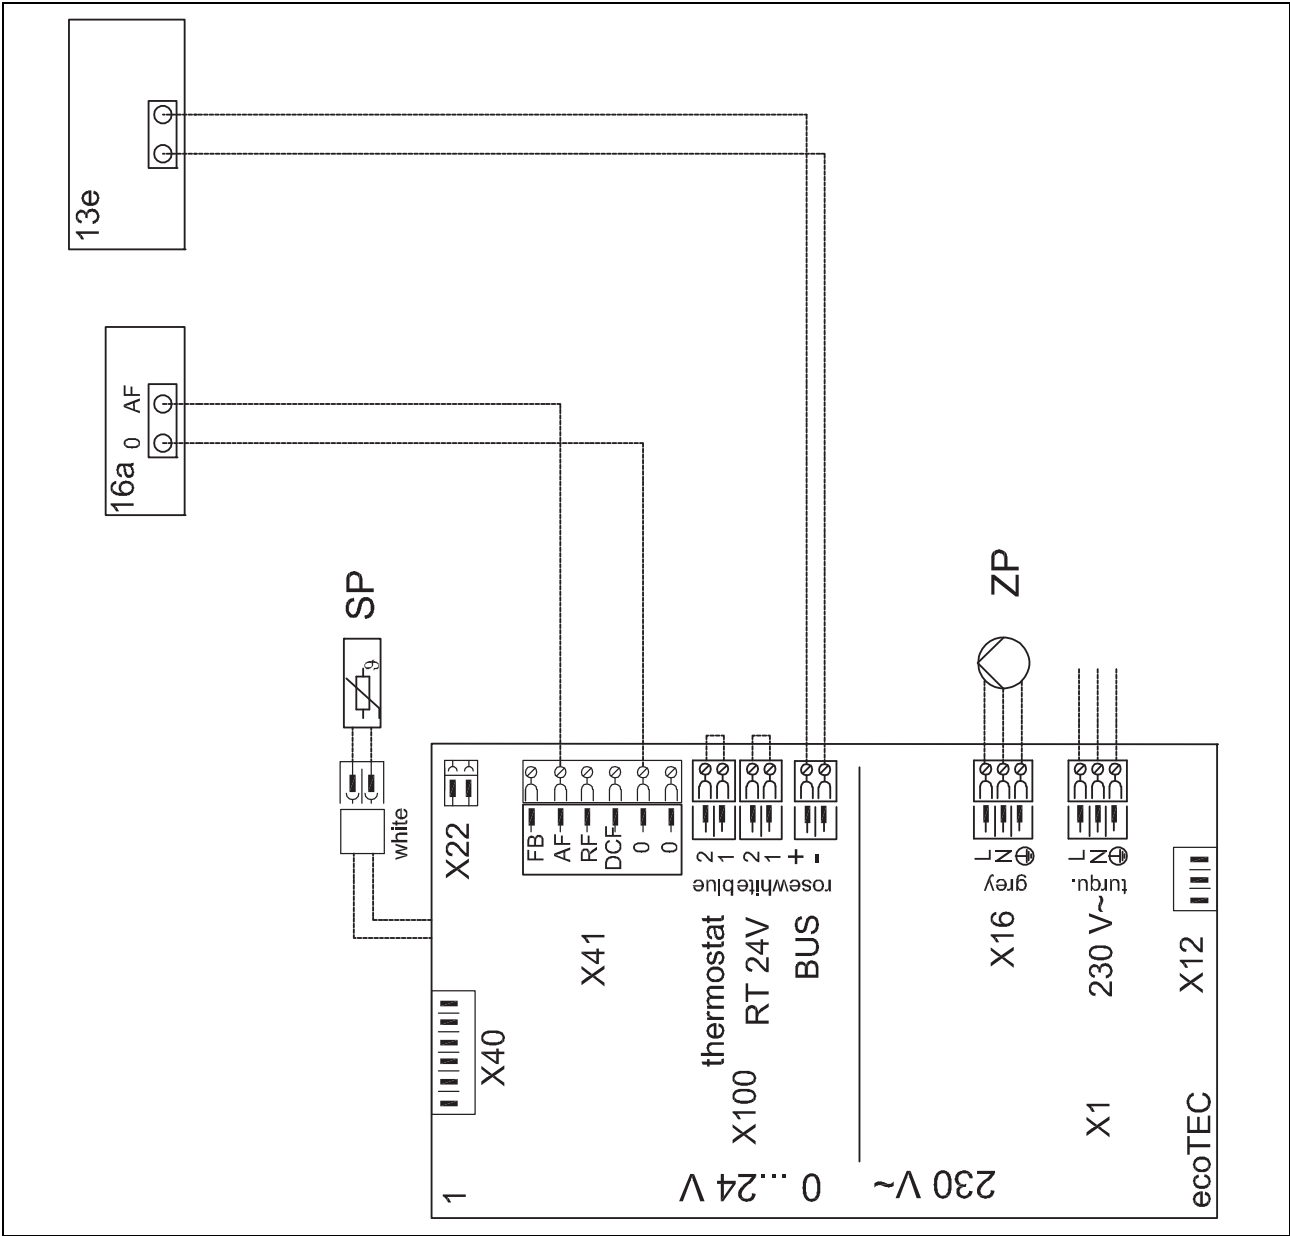 13e
16a
0
AF
SP
ϑ
white
X22
FB
AF
RF
DCF
0
0
X41
X40
2
1
2
1
+
-
blue
white
rose
thermostat
RT 24V
BUS
X100
0 ... 24 V
230 V~
ZP
L
N
grey
X16
L
N
turqu.
230 V~
X12
X1
1
ecoTEC